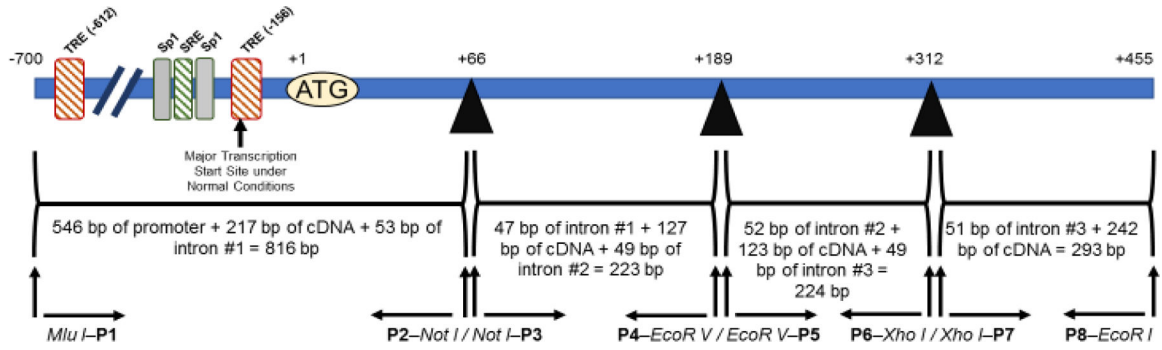 TRE (-612)
Sp1
SRE
Sp1
TRE (-156)
-700
+1
+66
+189
+312
+455
ATG
Major Transcription
Start Site under
Normal Conditions
546 bp of promoter + 217 bp of cDNA + 53 bp of
intron #1 = 816 bp
47 bp of intron #1 + 127
bp of cDNA + 49 bp of
intron #2 = 223 bp
52 bp of intron #2 +
123 bp of cDNA + 49
bp of intron #3 =
224 bp
51 bp of intron #3 + 242
bp of cDNA = 293 bp
Mlu I–P1
P2–Not I / Not I–P3
P4–EcoR V / EcoR V–P5
P6–Xho I / Xho I–P7
P8–EcoR I